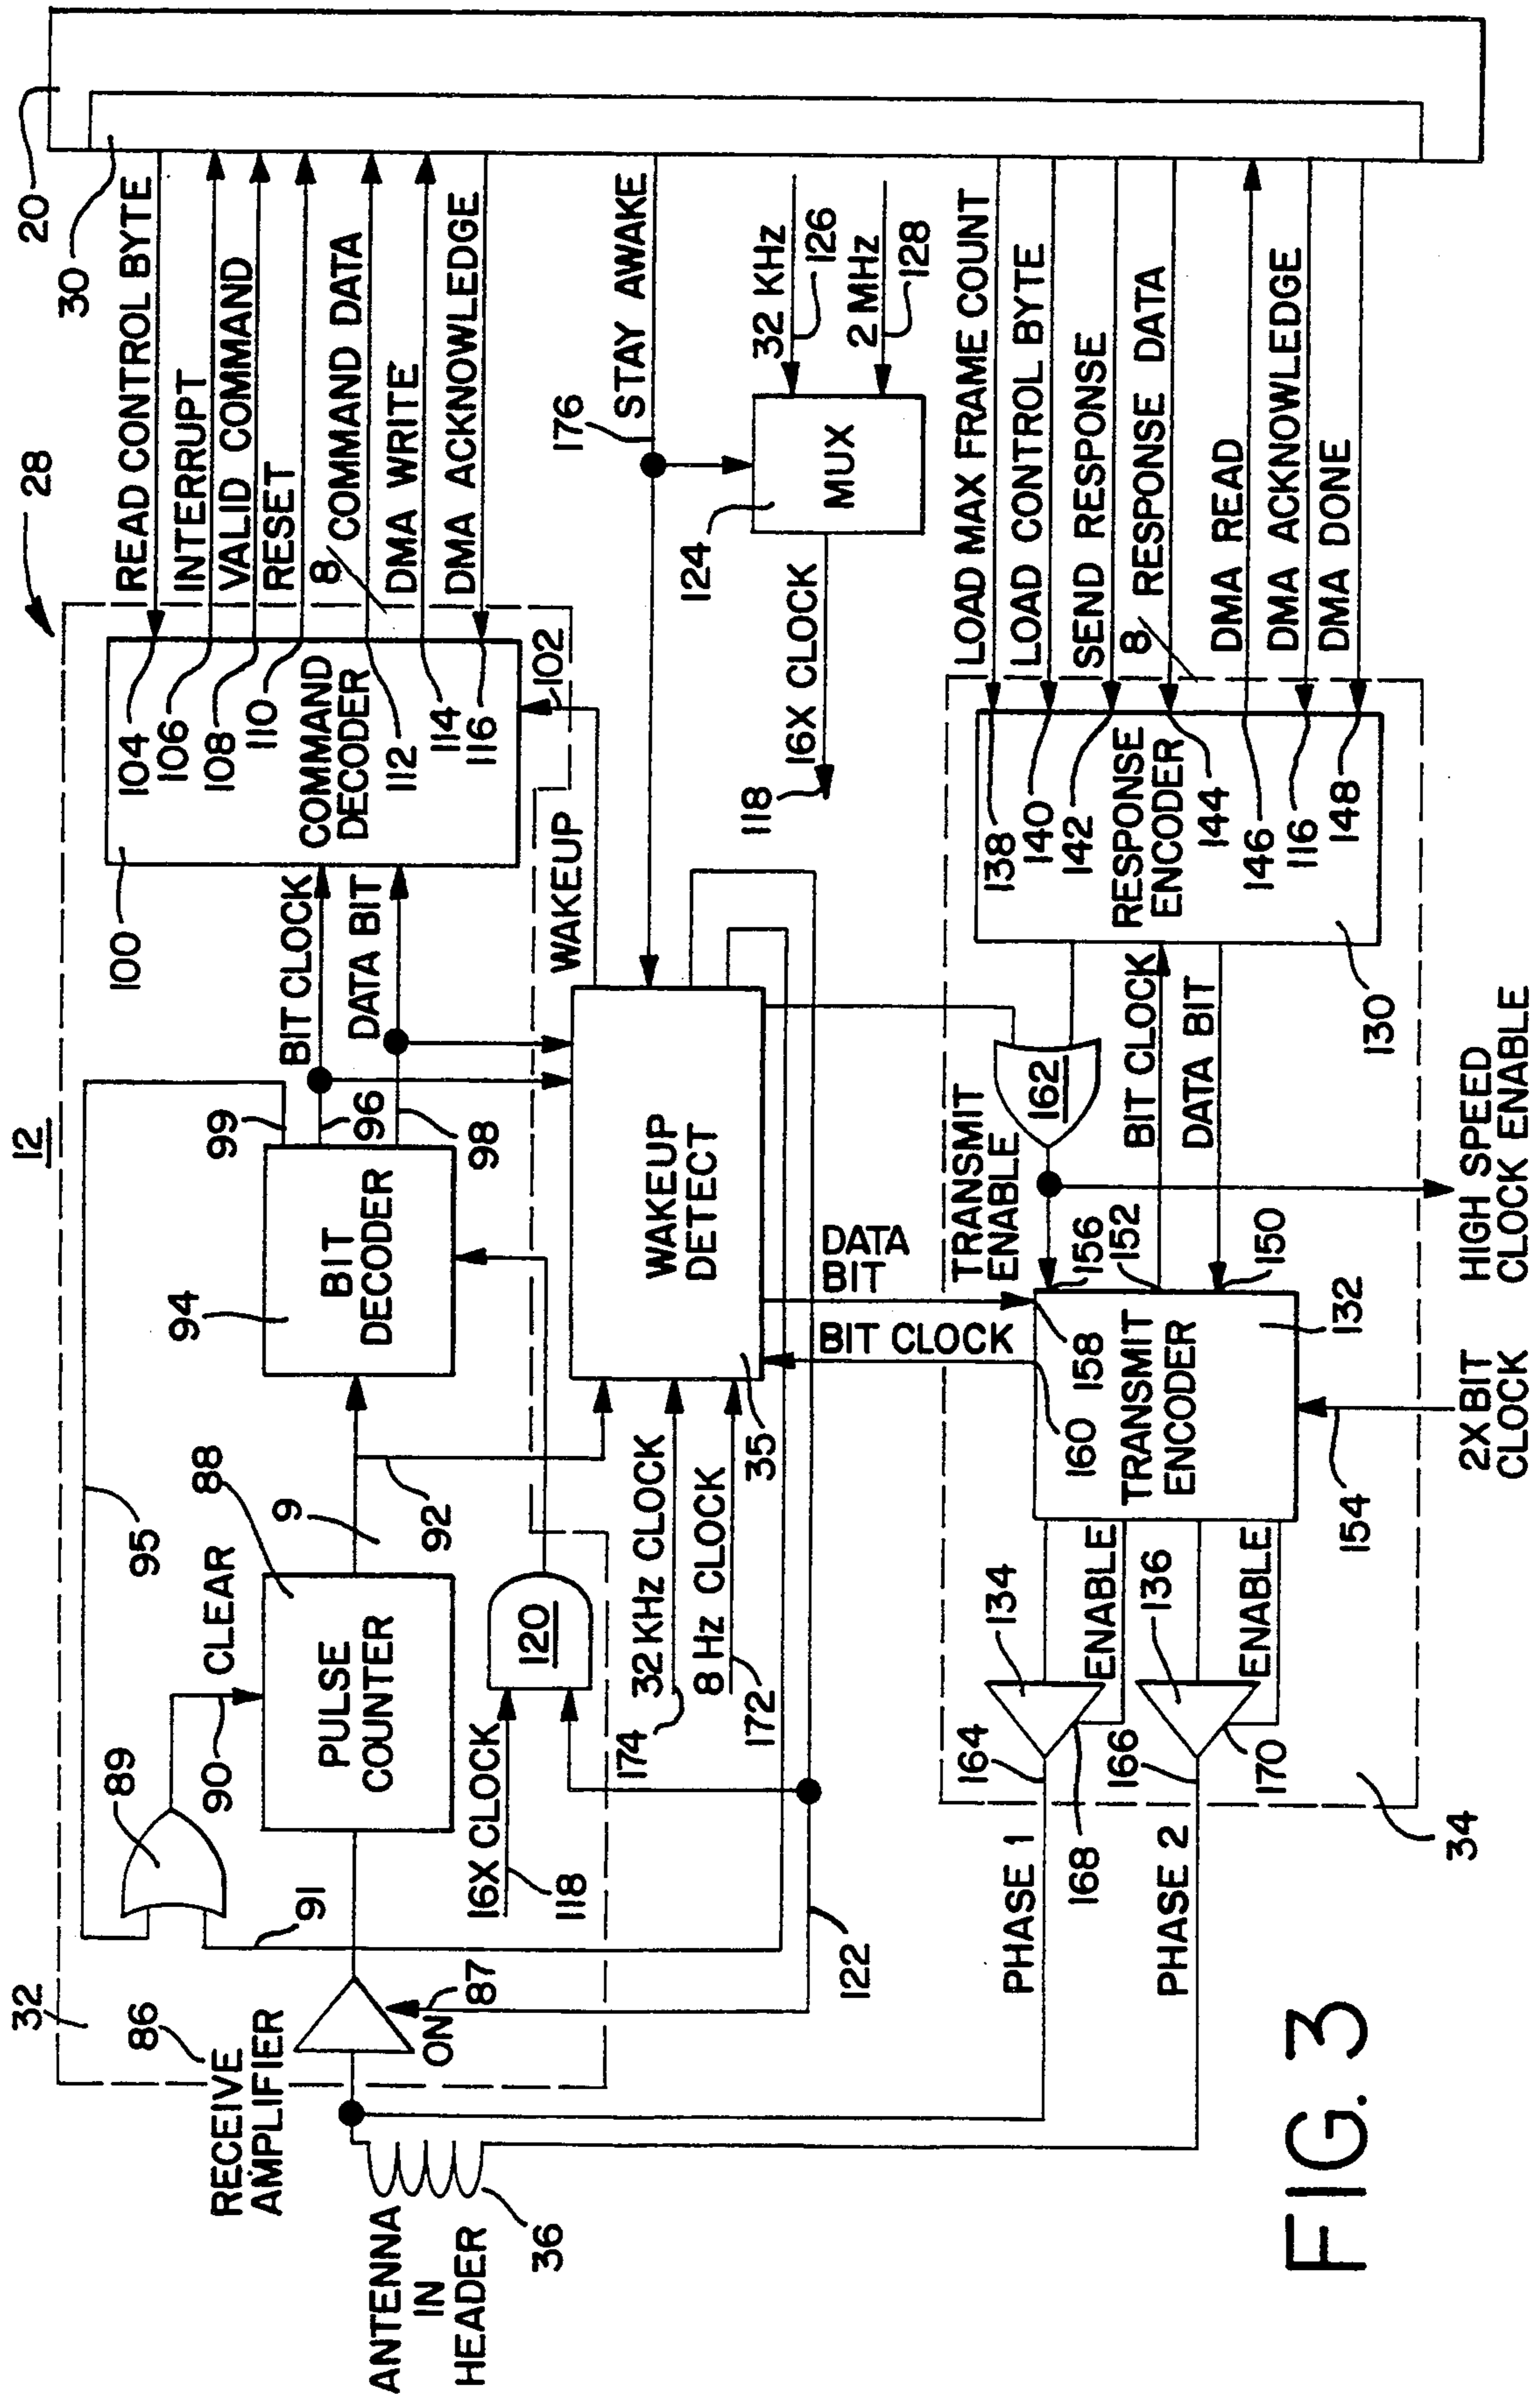 12
28
20
30
32
READ CONTROL BYTE
INTERRUPT
VALID COMMAND
RESET
8
COMMAND DATA
DMA WRITE
DMA ACKNOWLEDGE
104
106
108
110
COMMAND
DECODER
112
114
116
102
100
BIT CLOCK
DATA BIT
99
96
98
BIT
DECODER
94
95
9
92
88
CLEAR
90
89
PULSE
COUNTER
91
86
RECEIVE
AMPLIFIER
ON
87
16X CLOCK
118
120
122
ANTENNA
IN
HEADER
36
WAKEUP
WAKEUP
DETECT
35
32 KHz CLOCK
174
8 Hz CLOCK
172
STAY AWAKE
176
32 KHz
126
2 MHz
128
MUX
124
16X CLOCK
118
DATA
BIT
BIT CLOCK
LOAD MAX FRAME COUNT
LOAD CONTROL BYTE
SEND RESPONSE
8
RESPONSE DATA
DMA READ
DMA ACKNOWLEDGE
DMA DONE
138
140
142
RESPONSE
ENCODER
144
146
116
148
130
162
TRANSMIT
ENABLE
BIT CLOCK
DATA BIT
156
152
150
158
160
TRANSMIT
ENCODER
132
154
HIGH SPEED
CLOCK ENABLE
2X BIT
CLOCK
134
ENABLE
136
ENABLE
164
168
166
170
PHASE 1
PHASE 2
34
FIG. 3